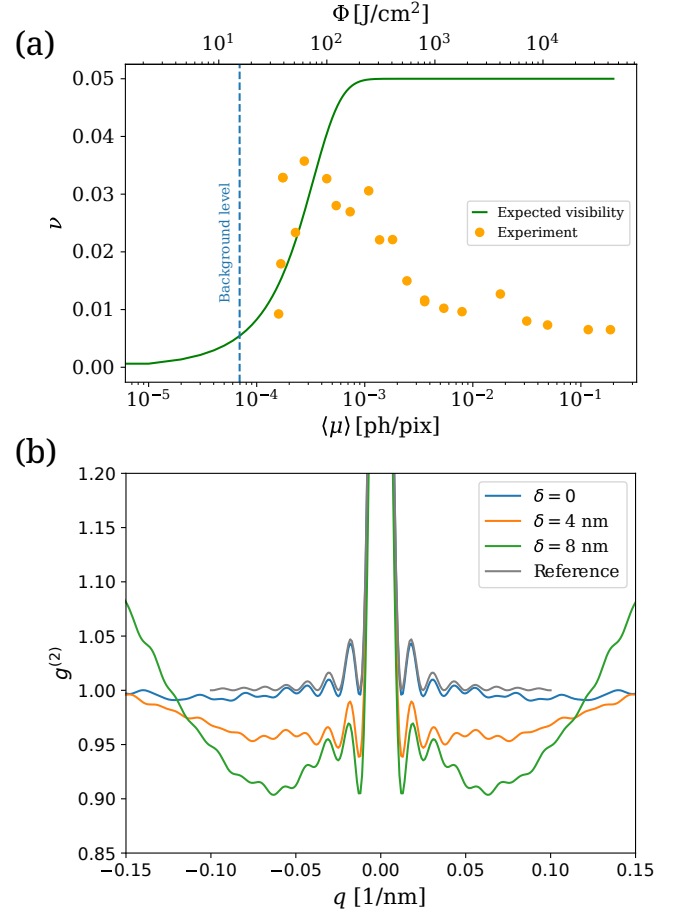 Φ [J/cm²]
(a)
10¹ 10² 10³ 10⁴
0.05
0.04
0.03
0.02
0.01
0.00
ν
Background level
Expected visibility
Experiment
10⁻⁵ 10⁻⁴ 10⁻³ 10⁻² 10⁻¹
⟨μ⟩ [ph/pix]
(b)
1.20
1.15
1.10
1.05
1.00
0.95
0.90
0.85
g⁽²⁾
δ = 0
δ = 4 nm
δ = 8 nm
Reference
−0.15 −0.10 −0.05 0.00 0.05 0.10 0.15
q [1/nm]